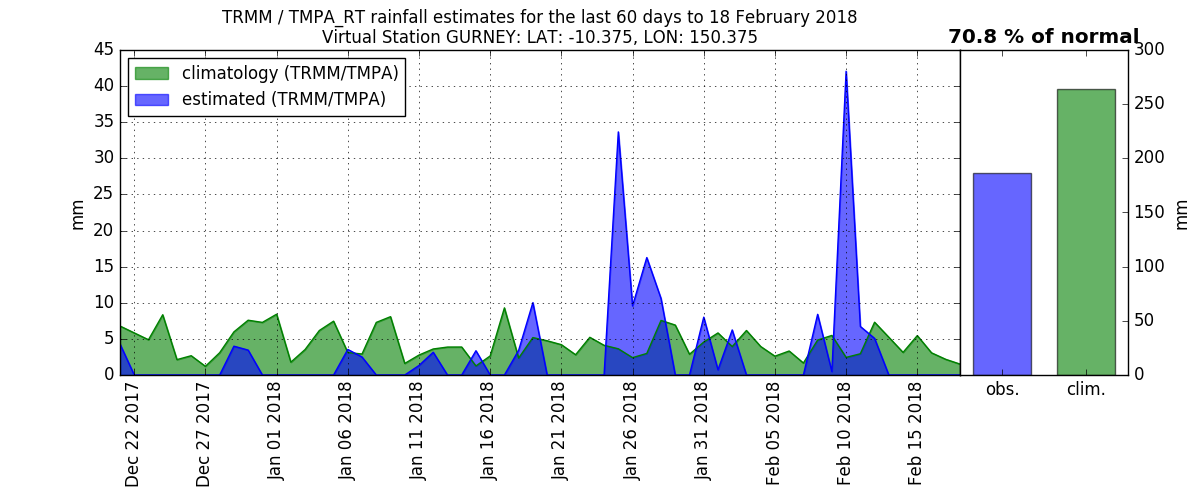 TRMM / TMPA_RT rainfall estimates for the last 60 days to 18 February 2018
Virtual Station GURNEY: LAT: -10.375, LON: 150.375
70.8 % of normal
climatology (TRMM/TMPA)
estimated (TRMM/TMPA)
45
40
35
30
25
20
15
10
5
0
mm
Dec 22 2017
Dec 27 2017
Jan 01 2018
Jan 06 2018
Jan 11 2018
Jan 16 2018
Jan 21 2018
Jan 26 2018
Jan 31 2018
Feb 05 2018
Feb 10 2018
Feb 15 2018
300
250
200
150
100
50
0
mm
obs.
clim.